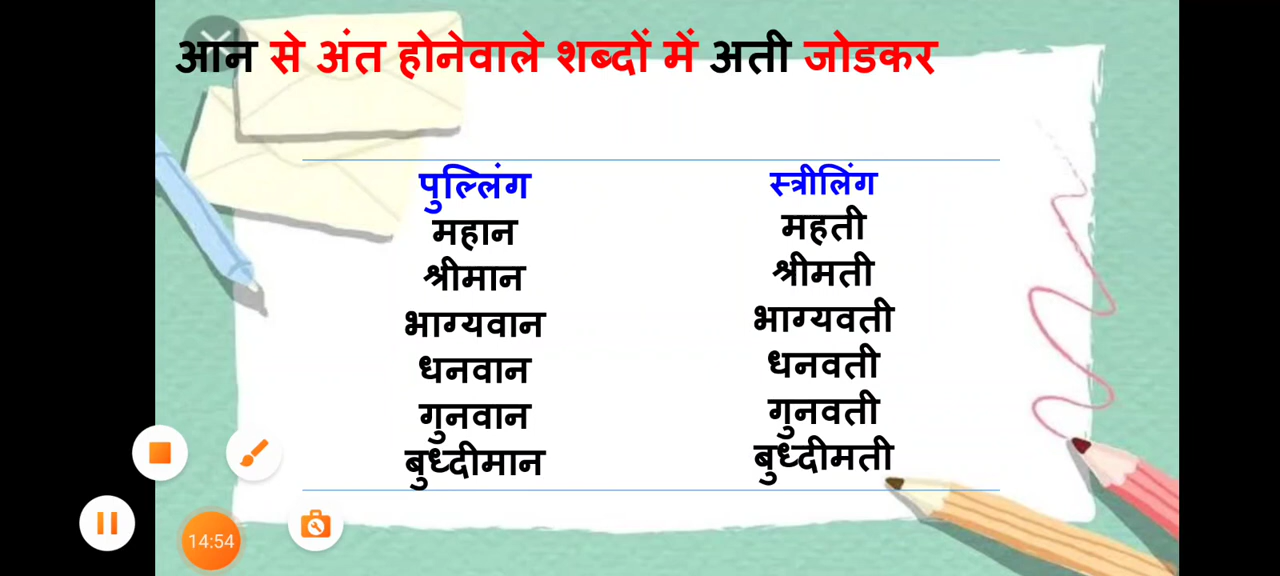 आन से अंत होनेवाले शब्दों में अती जोडकर
पुल्लिंग स्त्रीलिंग
महान महती
श्रीमान श्रीमती
भाग्यवान भाग्यवती
धनवान धनवती
गुनवान गुनवती
बुध्दीमान बुध्दीमती
14:54